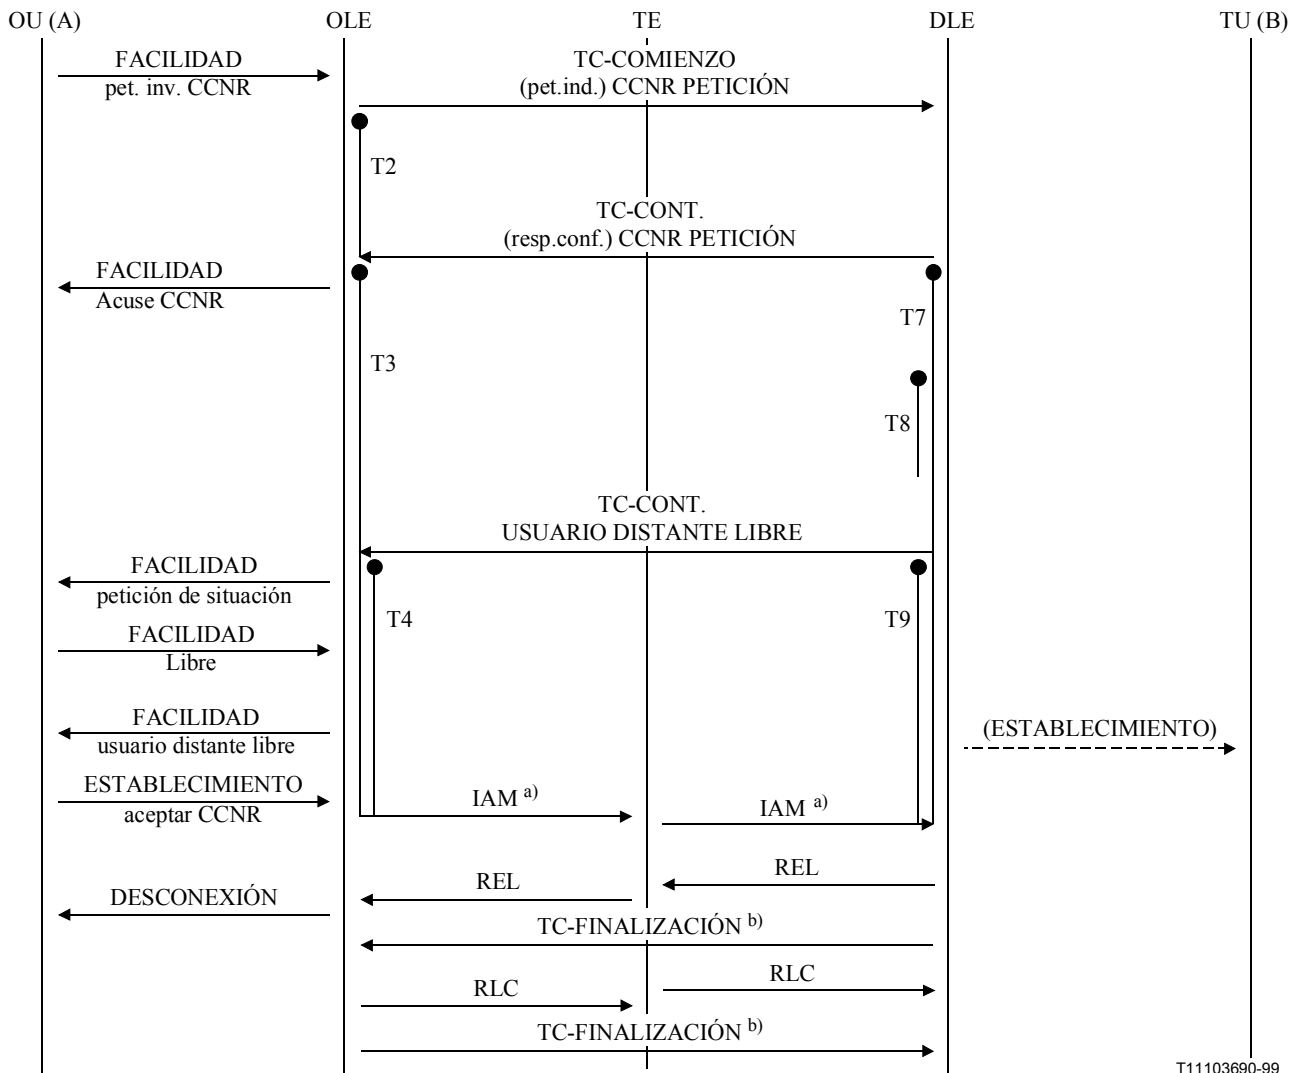 OU (A) OLE TE DLE TU (B)
FACILIDAD
pet. inv. CCNR
TC-COMIENZO
(pet.ind.) CCNR PETICIÓN
T2
TC-CONT.
(resp.conf.) CCNR PETICIÓN
FACILIDAD
Acuse CCNR
T7
T3
T8
TC-CONT.
USUARIO DISTANTE LIBRE
FACILIDAD
petición de situación
T4
T9
FACILIDAD
Libre
FACILIDAD
usuario distante libre
(ESTABLECIMIENTO)
ESTABLECIMIENTO
aceptar CCNR
IAM a)
IAM a)
REL
REL
DESCONEXIÓN
TC-FINALIZACIÓN b)
RLC
RLC
TC-FINALIZACIÓN b)
T11103690-99